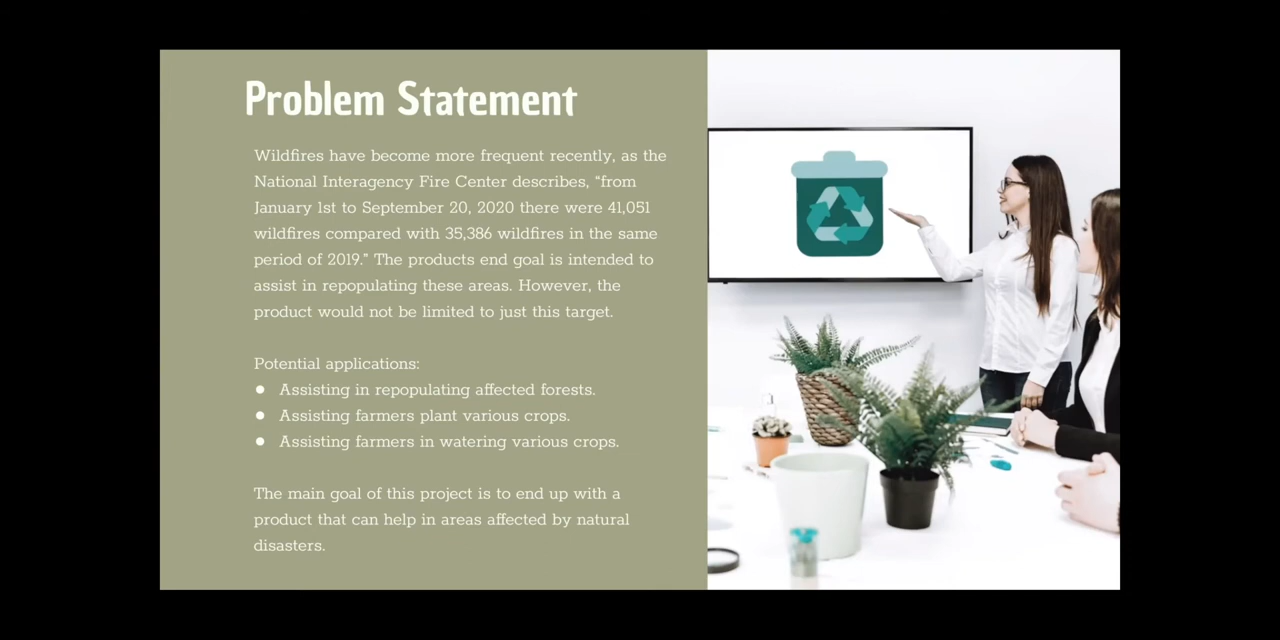 Problem Statement
Wildfires have become more frequent recently, as the
National Interagency Fire Center describes, “from
January 1st to September 20, 2020 there were 41,051
wildfires compared with 35,386 wildfires in the same
period of 2019.” The products end goal is intended to
assist in repopulating these areas. However, the
product would not be limited to just this target.
Potential applications:
● Assisting in repopulating affected forests.
● Assisting farmers plant various crops.
● Assisting farmers in watering various crops.
The main goal of this project is to end up with a
product that can help in areas affected by natural
disasters.